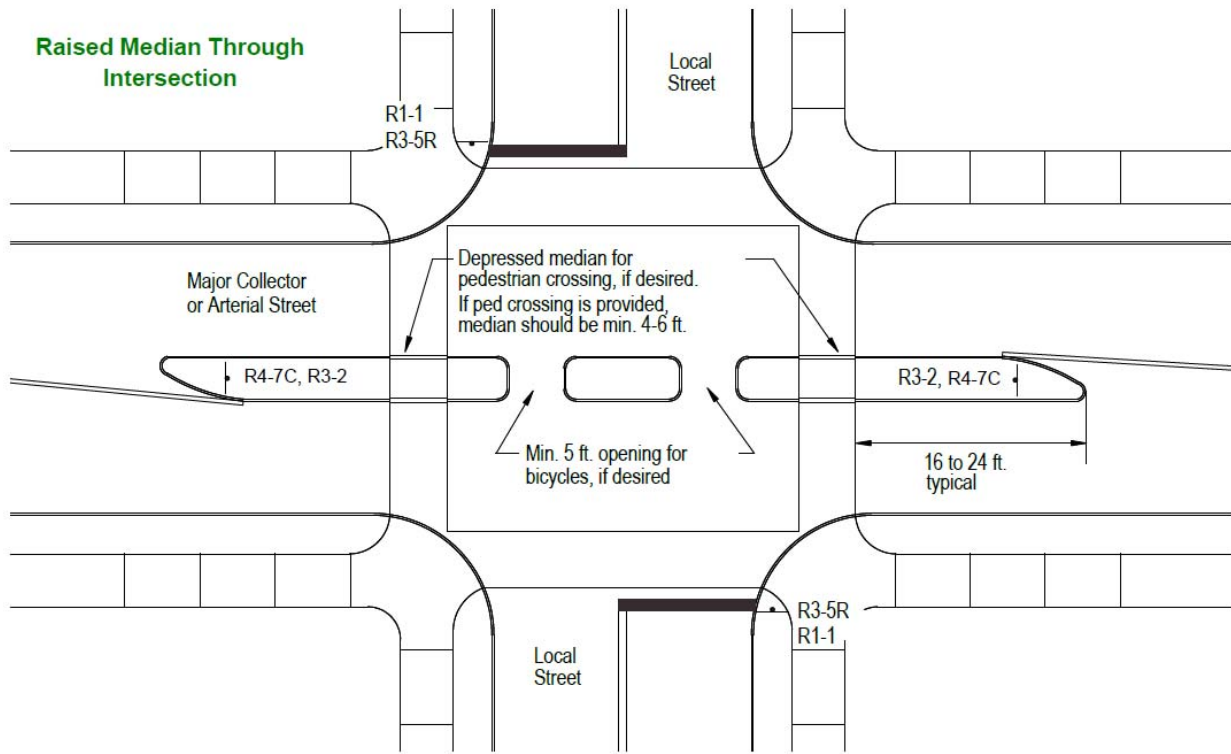 Raised Median Through
Intersection
Local
Street
R1-1
R3-5R
Major Collector
or Arterial Street
Depressed median for
pedestrian crossing, if desired.
If ped crossing is provided,
median should be min. 4-6 ft.
R4-7C, R3-2
R3-2, R4-7C
Min. 5 ft. opening for
bicycles, if desired
16 to 24 ft.
typical
R3-5R
R1-1
Local
Street